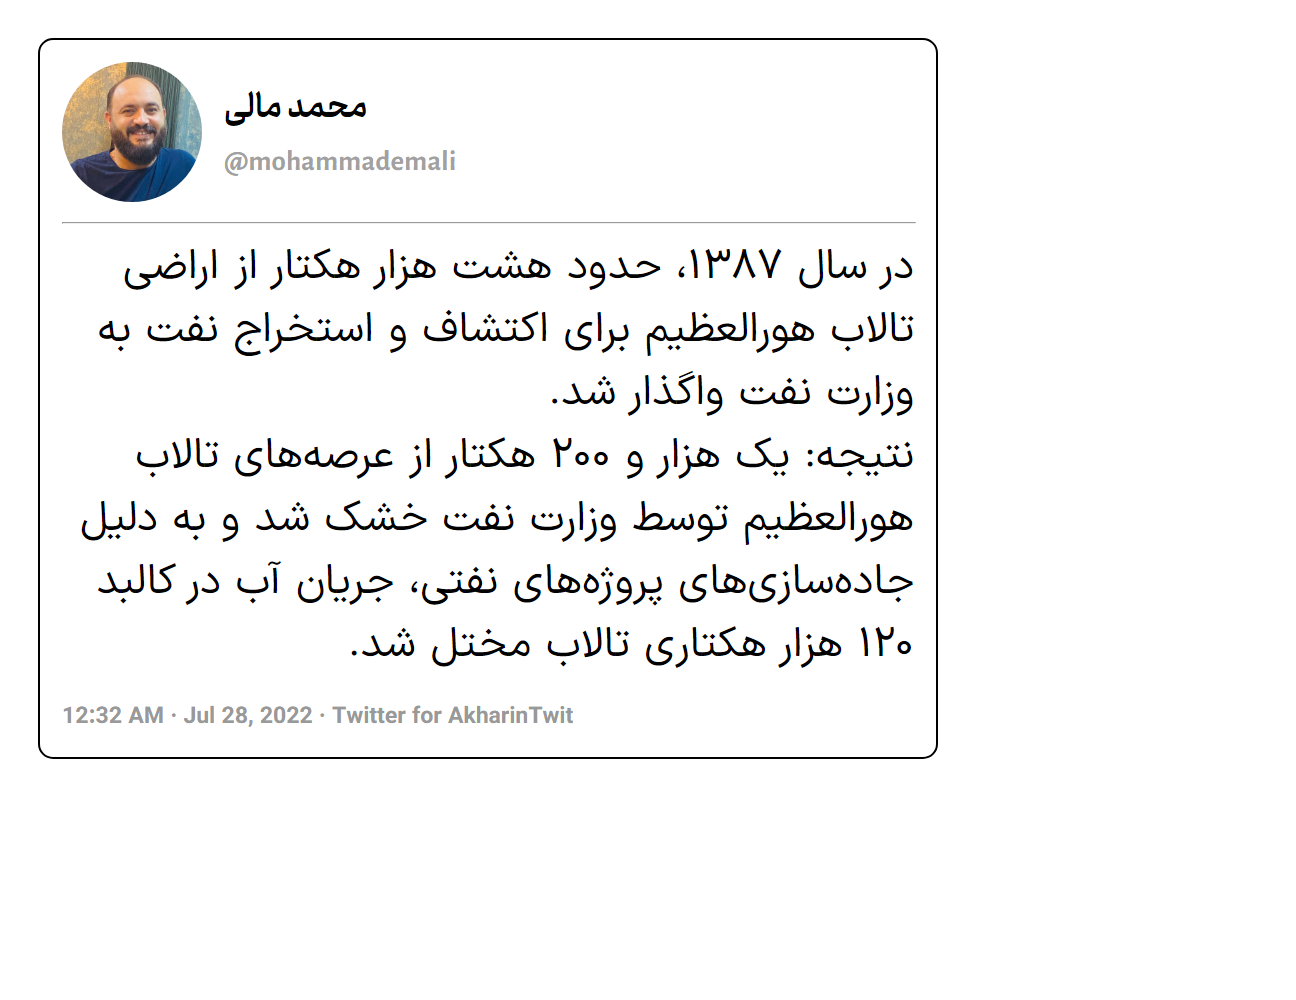 محمد مالی
@mohammademali
در سال ۱۳۸۷، حدود هشت هزار هکتار از اراضی
تالاب هورالعظیم برای اکتشاف و استخراج نفت به
وزارت نفت واگذار شد.
نتیجه: یک هزار و ۲۰۰ هکتار از عرصه‌های تالاب
هورالعظیم توسط وزارت نفت خشک شد و به دلیل
جاده‌سازی‌های پروژه‌های نفتی، جریان آب در کالبد
۱۲۰ هزار هکتاری تالاب مختل شد.
12:32 AM · Jul 28, 2022 · Twitter for AkharinTwit